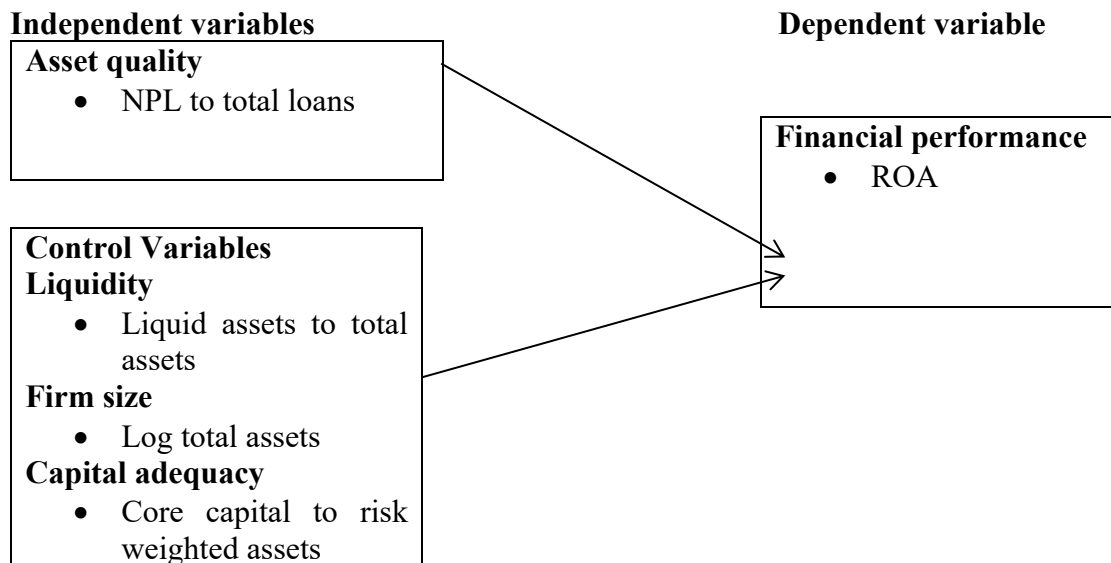 Independent variables
Dependent variable
Asset quality
• NPL to total loans
Financial performance
• ROA
Control Variables
Liquidity
• Liquid assets to total
assets
Firm size
• Log total assets
Capital adequacy
• Core capital to risk
weighted assets